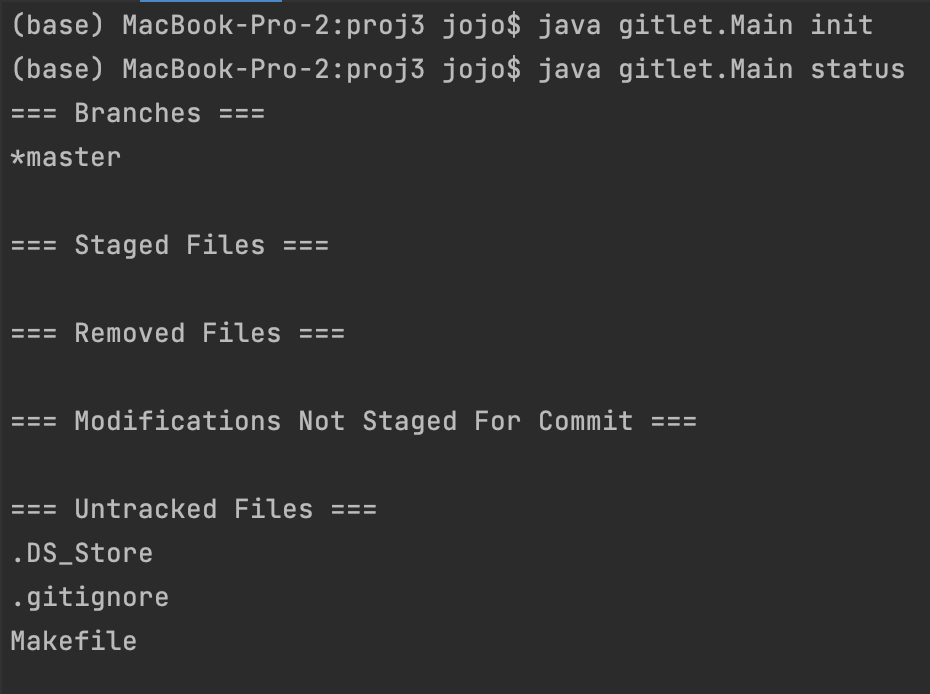 (base) MacBook-Pro-2:proj3 jojo$ java gitlet.Main init
(base) MacBook-Pro-2:proj3 jojo$ java gitlet.Main status
=== Branches ===
*master
=== Staged Files ===
=== Removed Files ===
=== Modifications Not Staged For Commit ===
=== Untracked Files ===
.DS_Store
.gitignore
Makefile